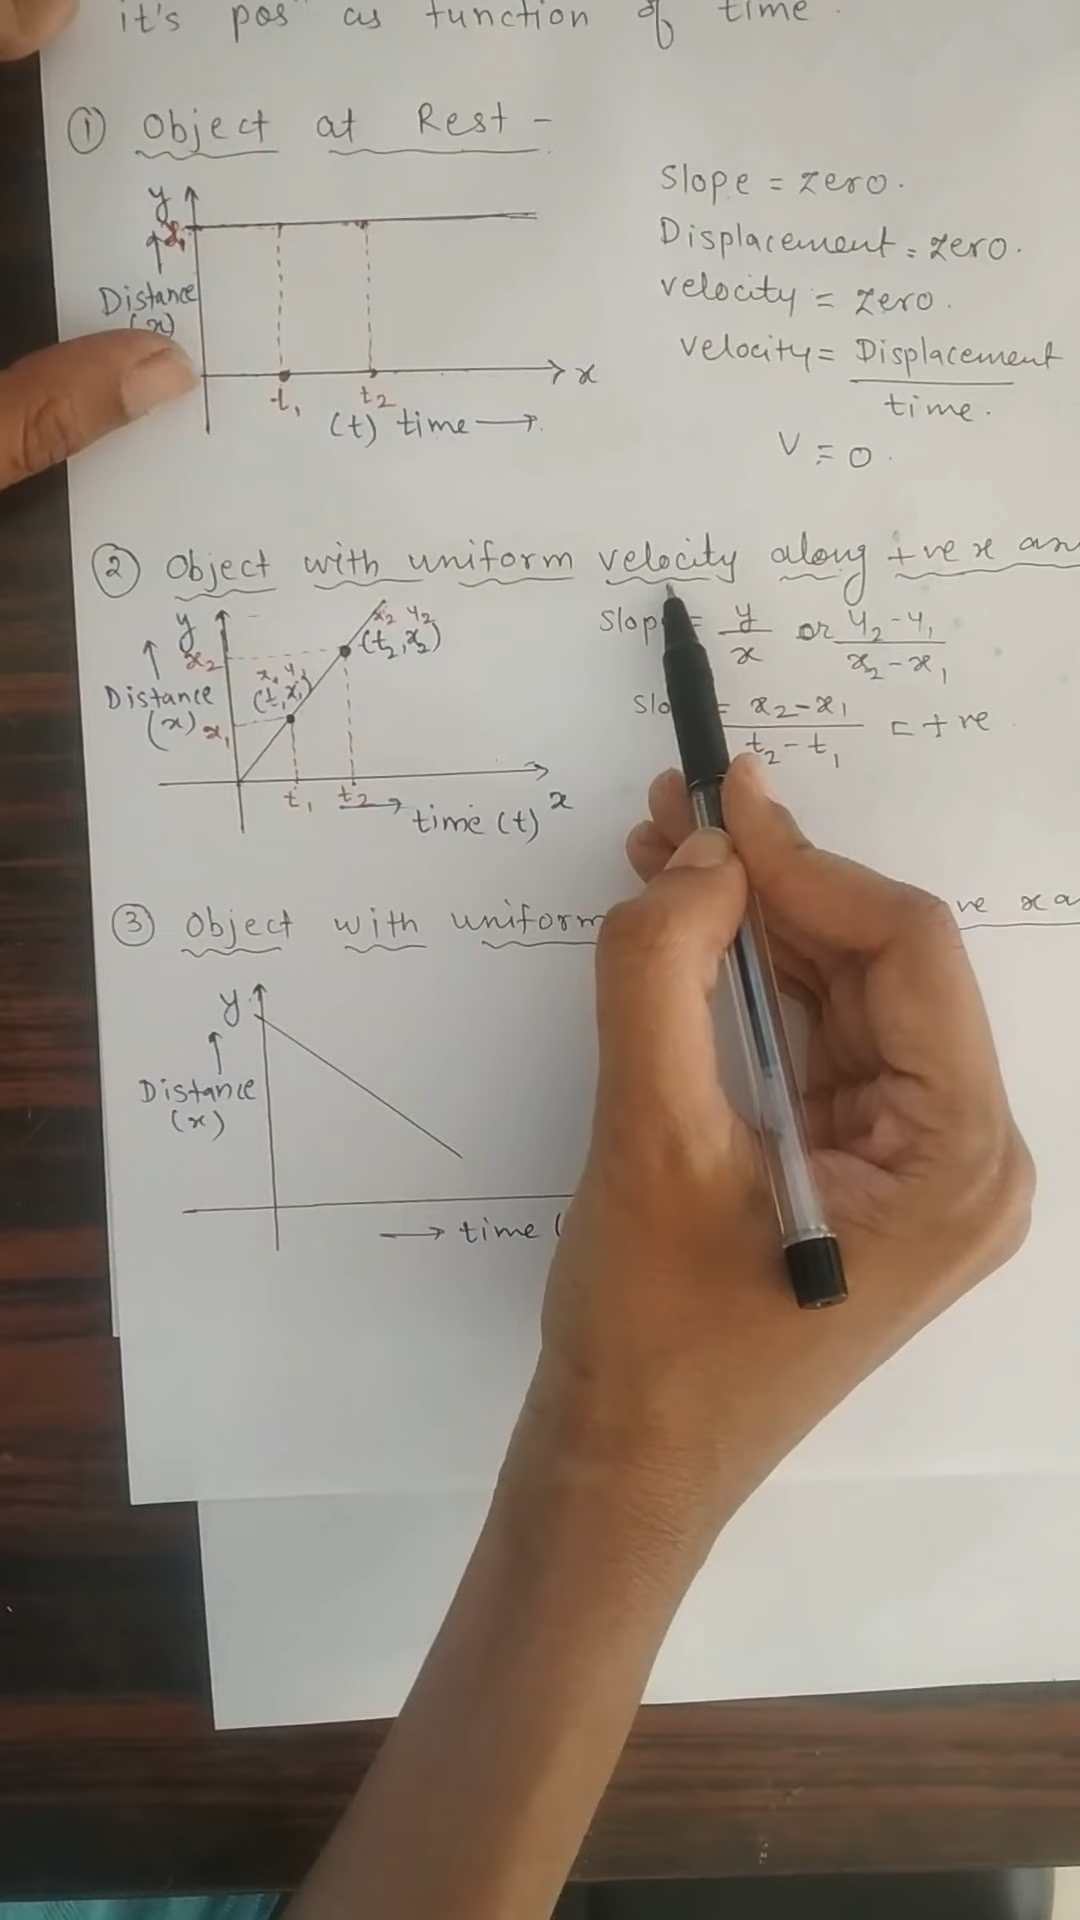 it's posⁿ as function of time.
① Object at Rest -
y
x₁
Distance
(x)
x
t₁ t₂
(t) time
Slope = zero.
Displacement = zero.
velocity = zero.
velocity = Displacement
time.
V = 0.
② Object with uniform velocity along +ve x
y
x₂
Distance
(x) x₁
x₂ y₂
(t₂, x₂)
x₁ y₁
(t₁, x₁)
t₁ t₂
time (t) x
= y/x or y₂-y₁/x₂-x₁
= x₂-x₁/t₂-t₁ = +ve
③ Object with uniform ve x
y
Distance
(x)
time (